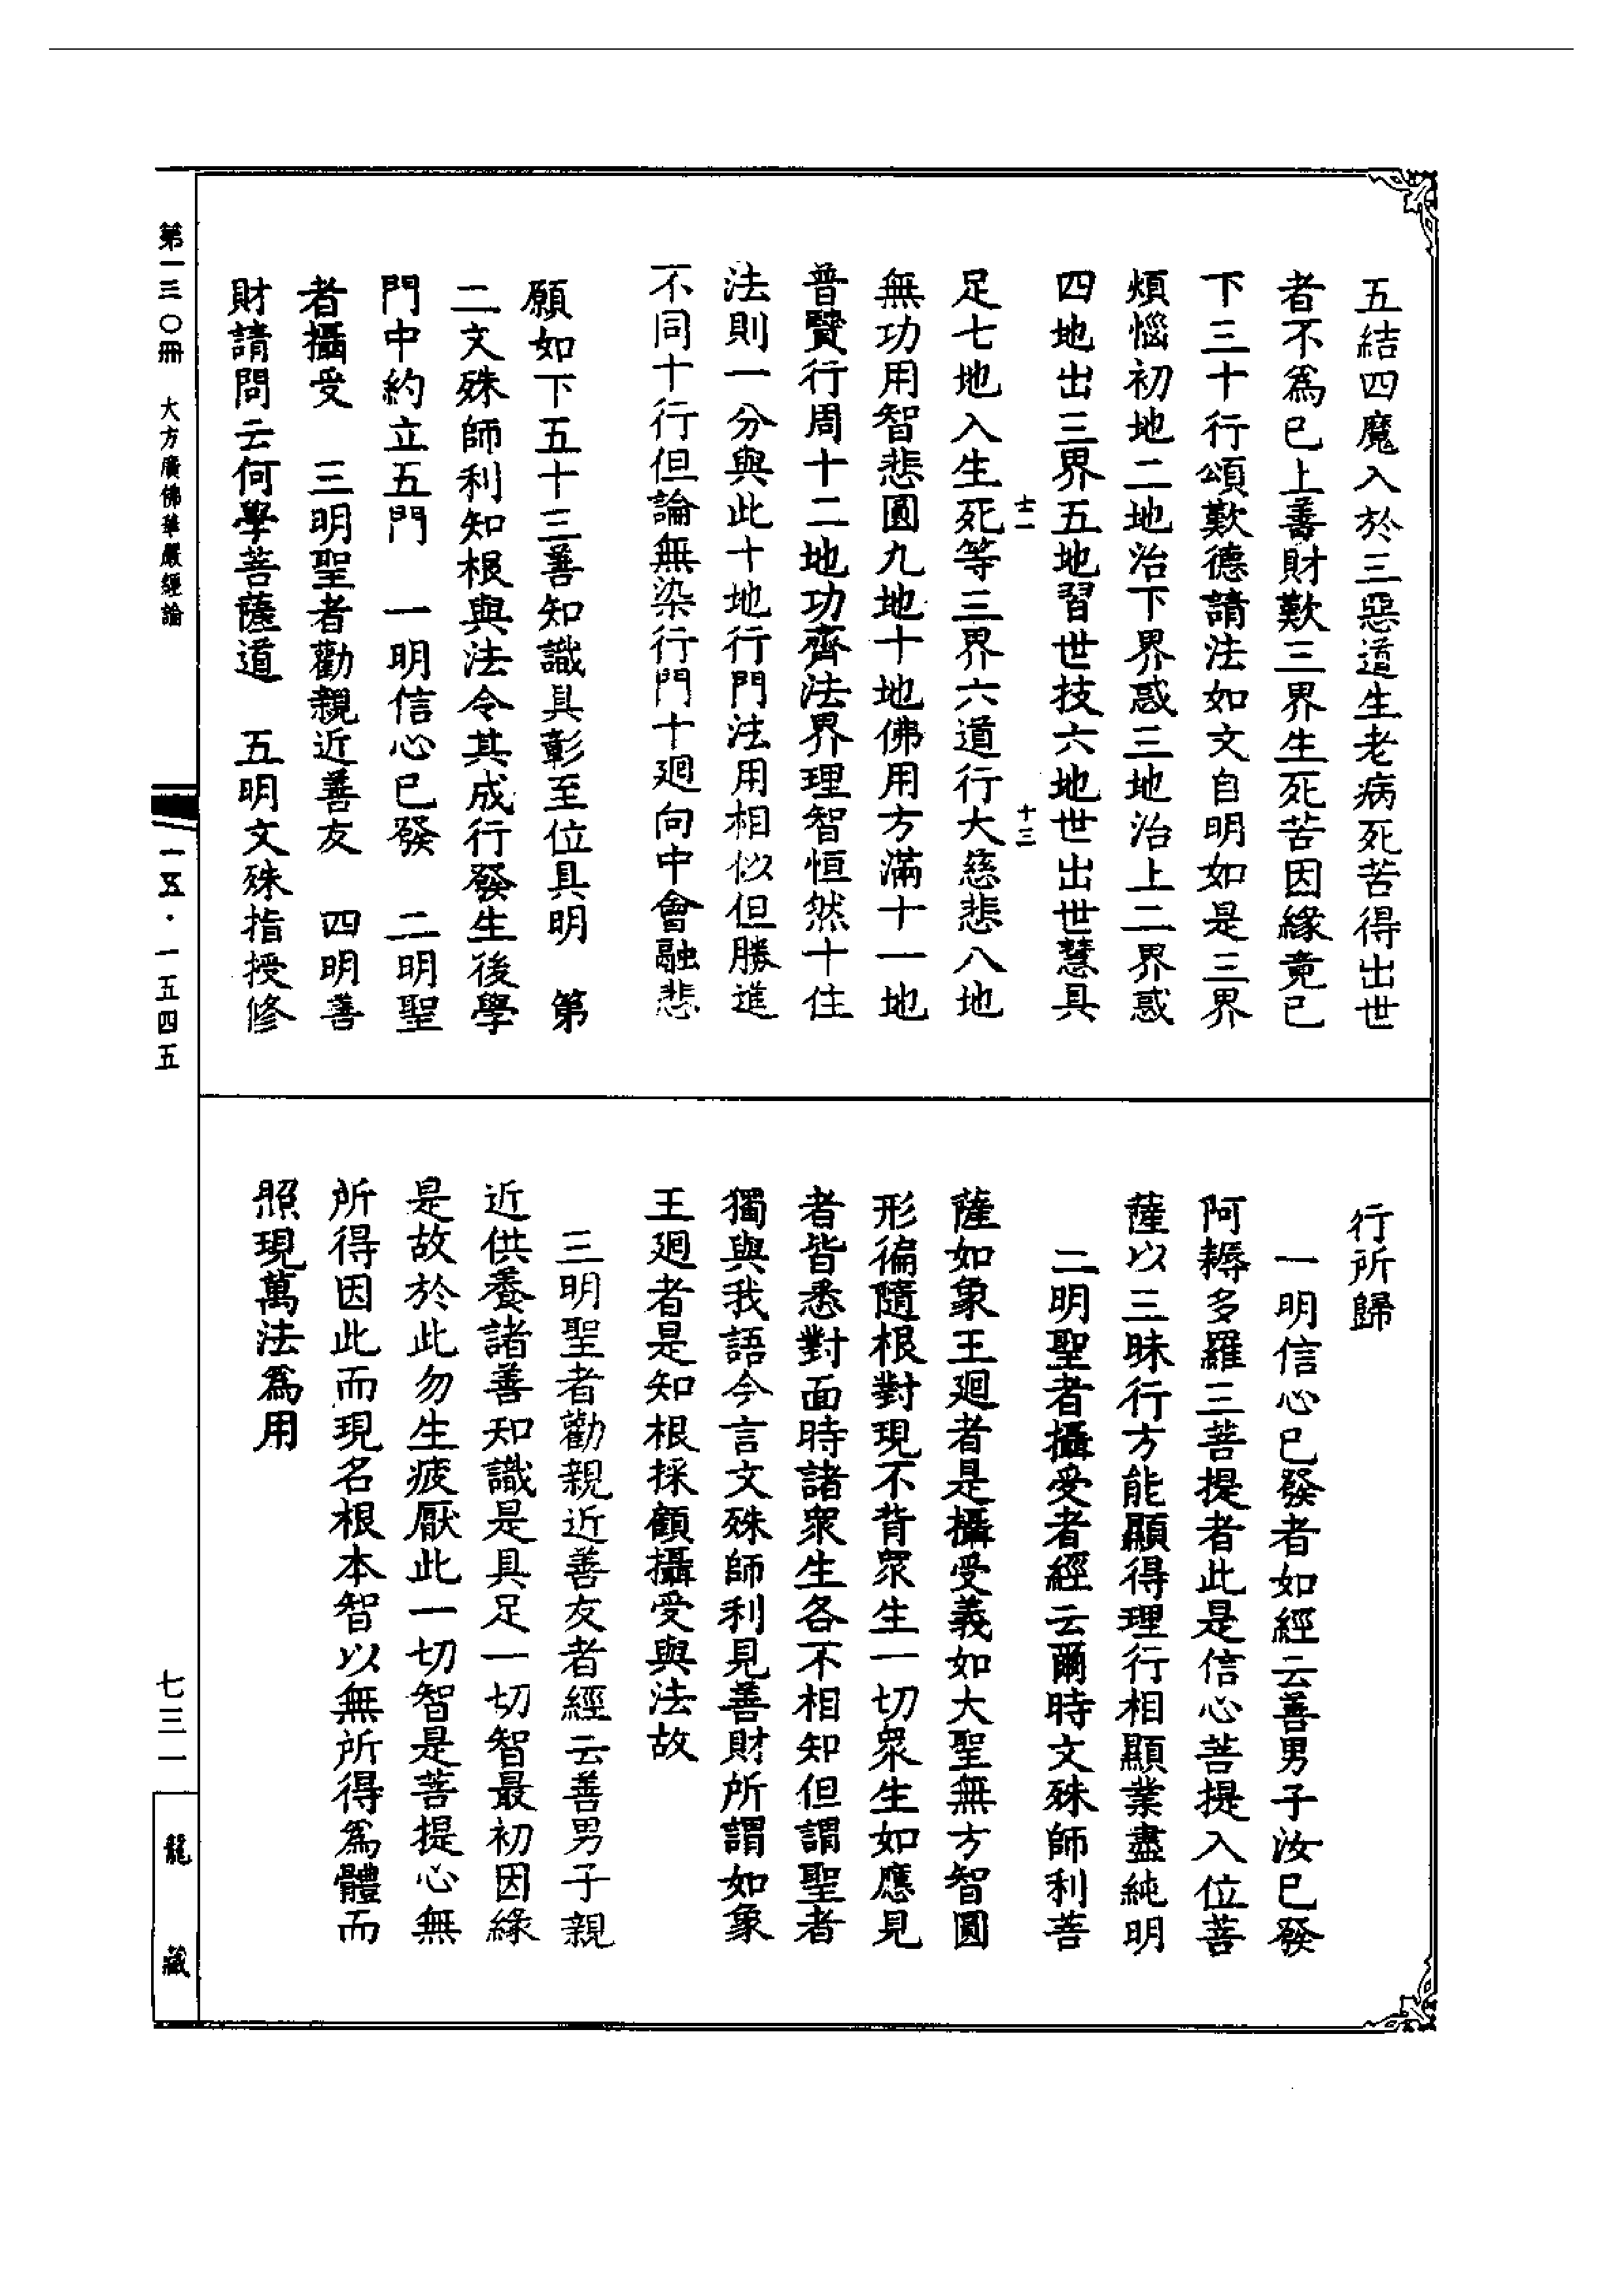 五結四魔入於三惡道生老病死苦得出世
者不爲已上善財歎三界生死苦因緣竟已
下三十行頌歎德請法如文自明如是三界
煩惱初地二地治下界惑三地治上二界惑
四地出三界五地習世技六地世出世慧具
十一
十三
足七地入生死等三界六道行大慈悲八地
無功用智悲圓九地十地佛用方滿十一地
普賢行周十二地功齊法界理智恒然十住
法則一分與此十地行門法用相似但勝進
不同十行但論無染行門十廻向中會融悲
願如下五十三善知識具彰至位具明　第
二文殊師利知根與法令其成行發生後學
門中約立五門　一明信心已發　二明聖
者攝受　三明聖者勸親近善友　四明善
財請問云何學菩薩道　五明文殊指授修
行所歸
一明信心已發者如經云善男子汝已發
阿耨多羅三菩提者此是信心菩提入位菩
薩以三昧行方能顯得理行相顯業盡純明
二明聖者攝受者經云爾時文殊師利菩
薩如象王廻者是攝受義如大聖無方智圓
形徧隨根對現不背眾生一切眾生如應見
者皆悉對面時諸眾生各不相知但謂聖者
獨與我語今言文殊師利見善財所謂如象
王廻者是知根採顧攝受與法故
三明聖者勸親近善友者經云善男子親
近供養諸善知識是具足一切智最初因緣
是故於此勿生疲厭此一切智是菩提心無
所得因此而現名根本智以無所得爲體而
照現萬法爲用
第一三〇冊　大方廣佛華嚴經論
一五·一五四五
七三一
龍藏